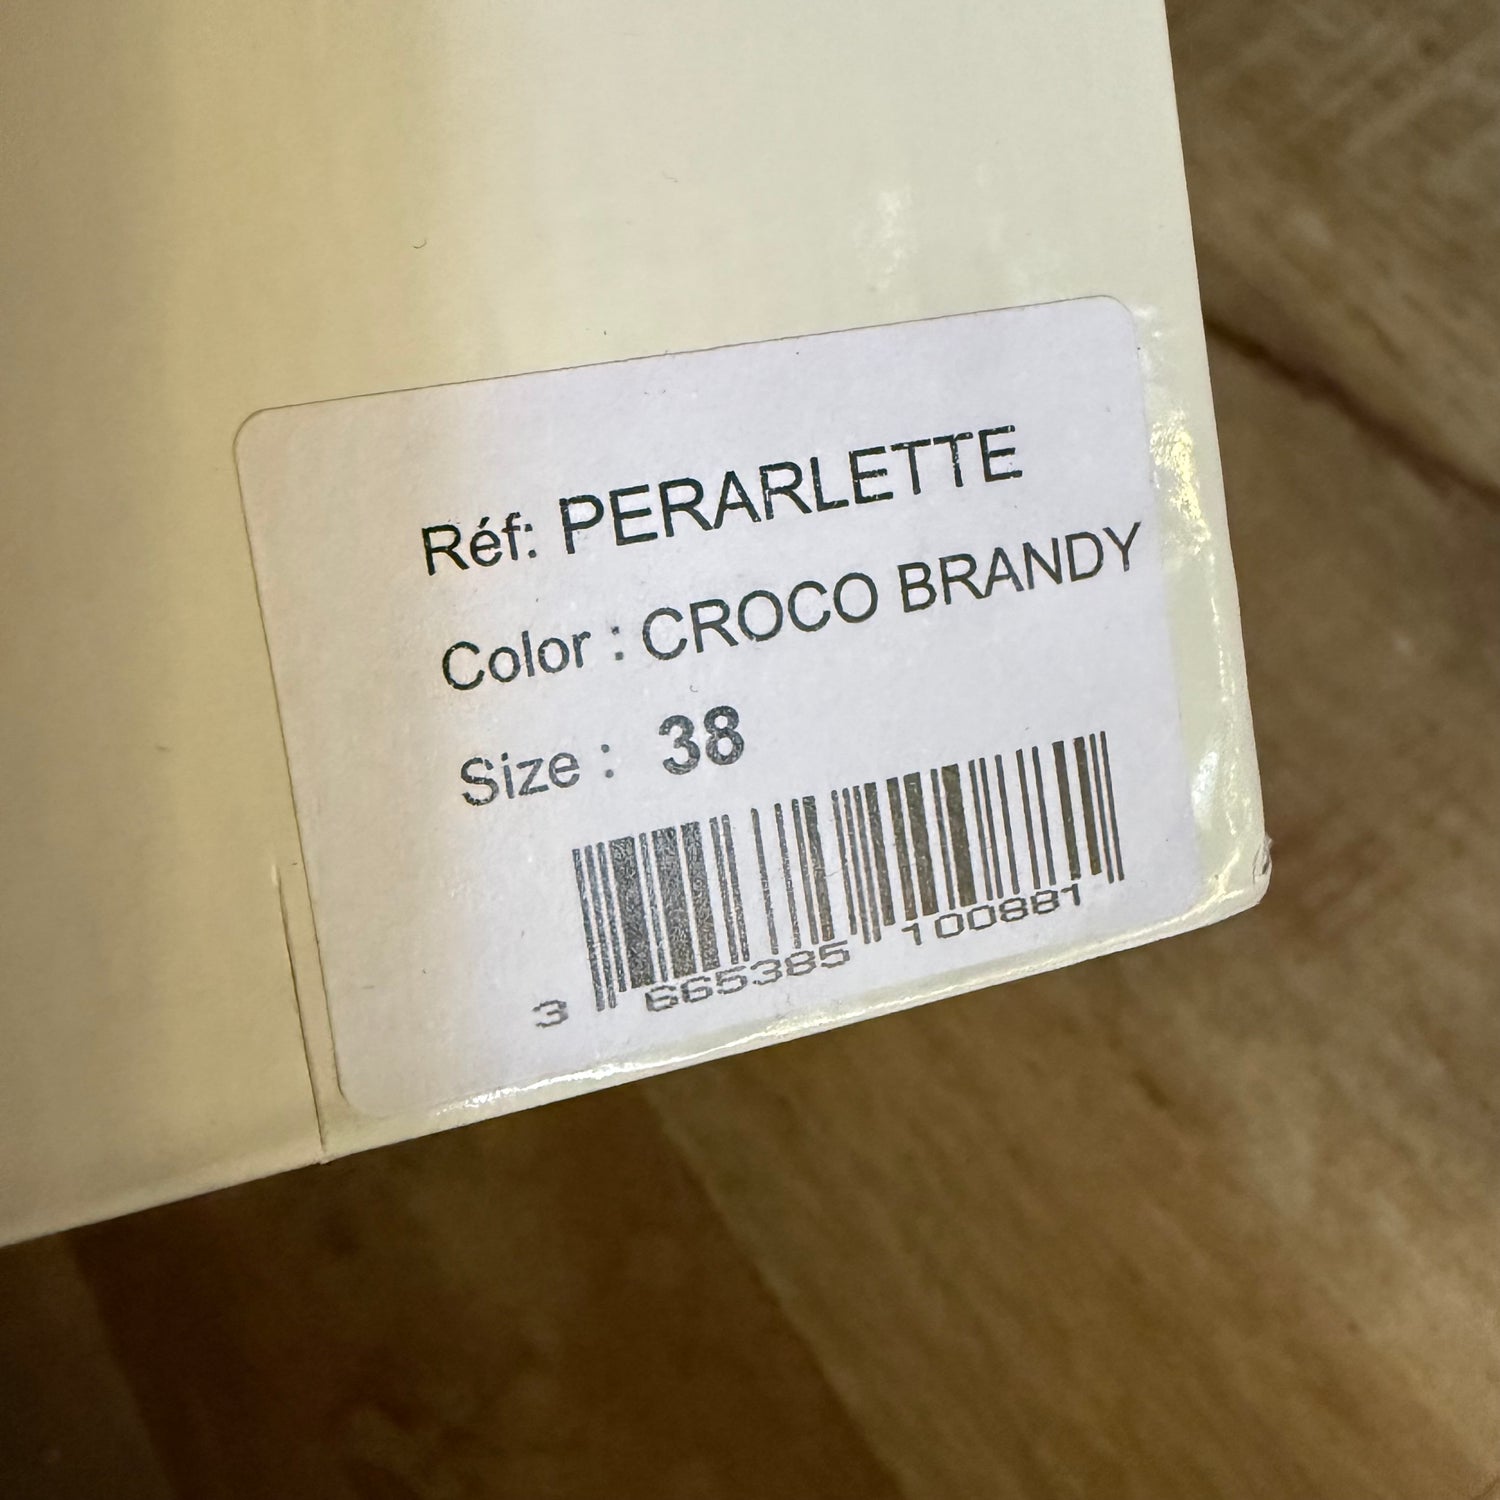 Réf: PERARLETTE
Color : CROCO BRANDY
Size : 38
3 665385 100881